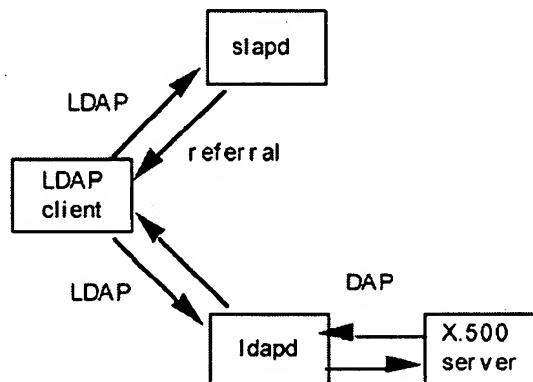 slapd
LDAP
referral
LDAP
client
LDAP
DAP
ldapd
X.500
server